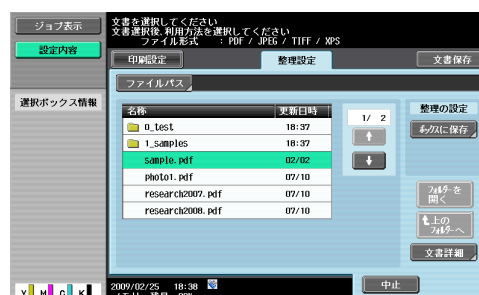 ジョブ表示
設定内容
選択ボックス情報
文書を選択してください
文書選択後、利用方法を選択してください
ファイル形式 : PDF / JPEG / TIFF / XPS
印刷設定
整理設定
文書保存
ファイルパス
名称
更新日時
0_test
18:37
1_samples
18:37
sample.pdf
02/02
photo1.pdf
07/10
research2007.pdf
07/10
research2008.pdf
07/10
1/ 2
↑
↓
整理の設定
ボックスに保存
フォルダーを
開く
上の
フォルダーへ
文書詳細
Y M C K
2009/02/25 18:38
中止